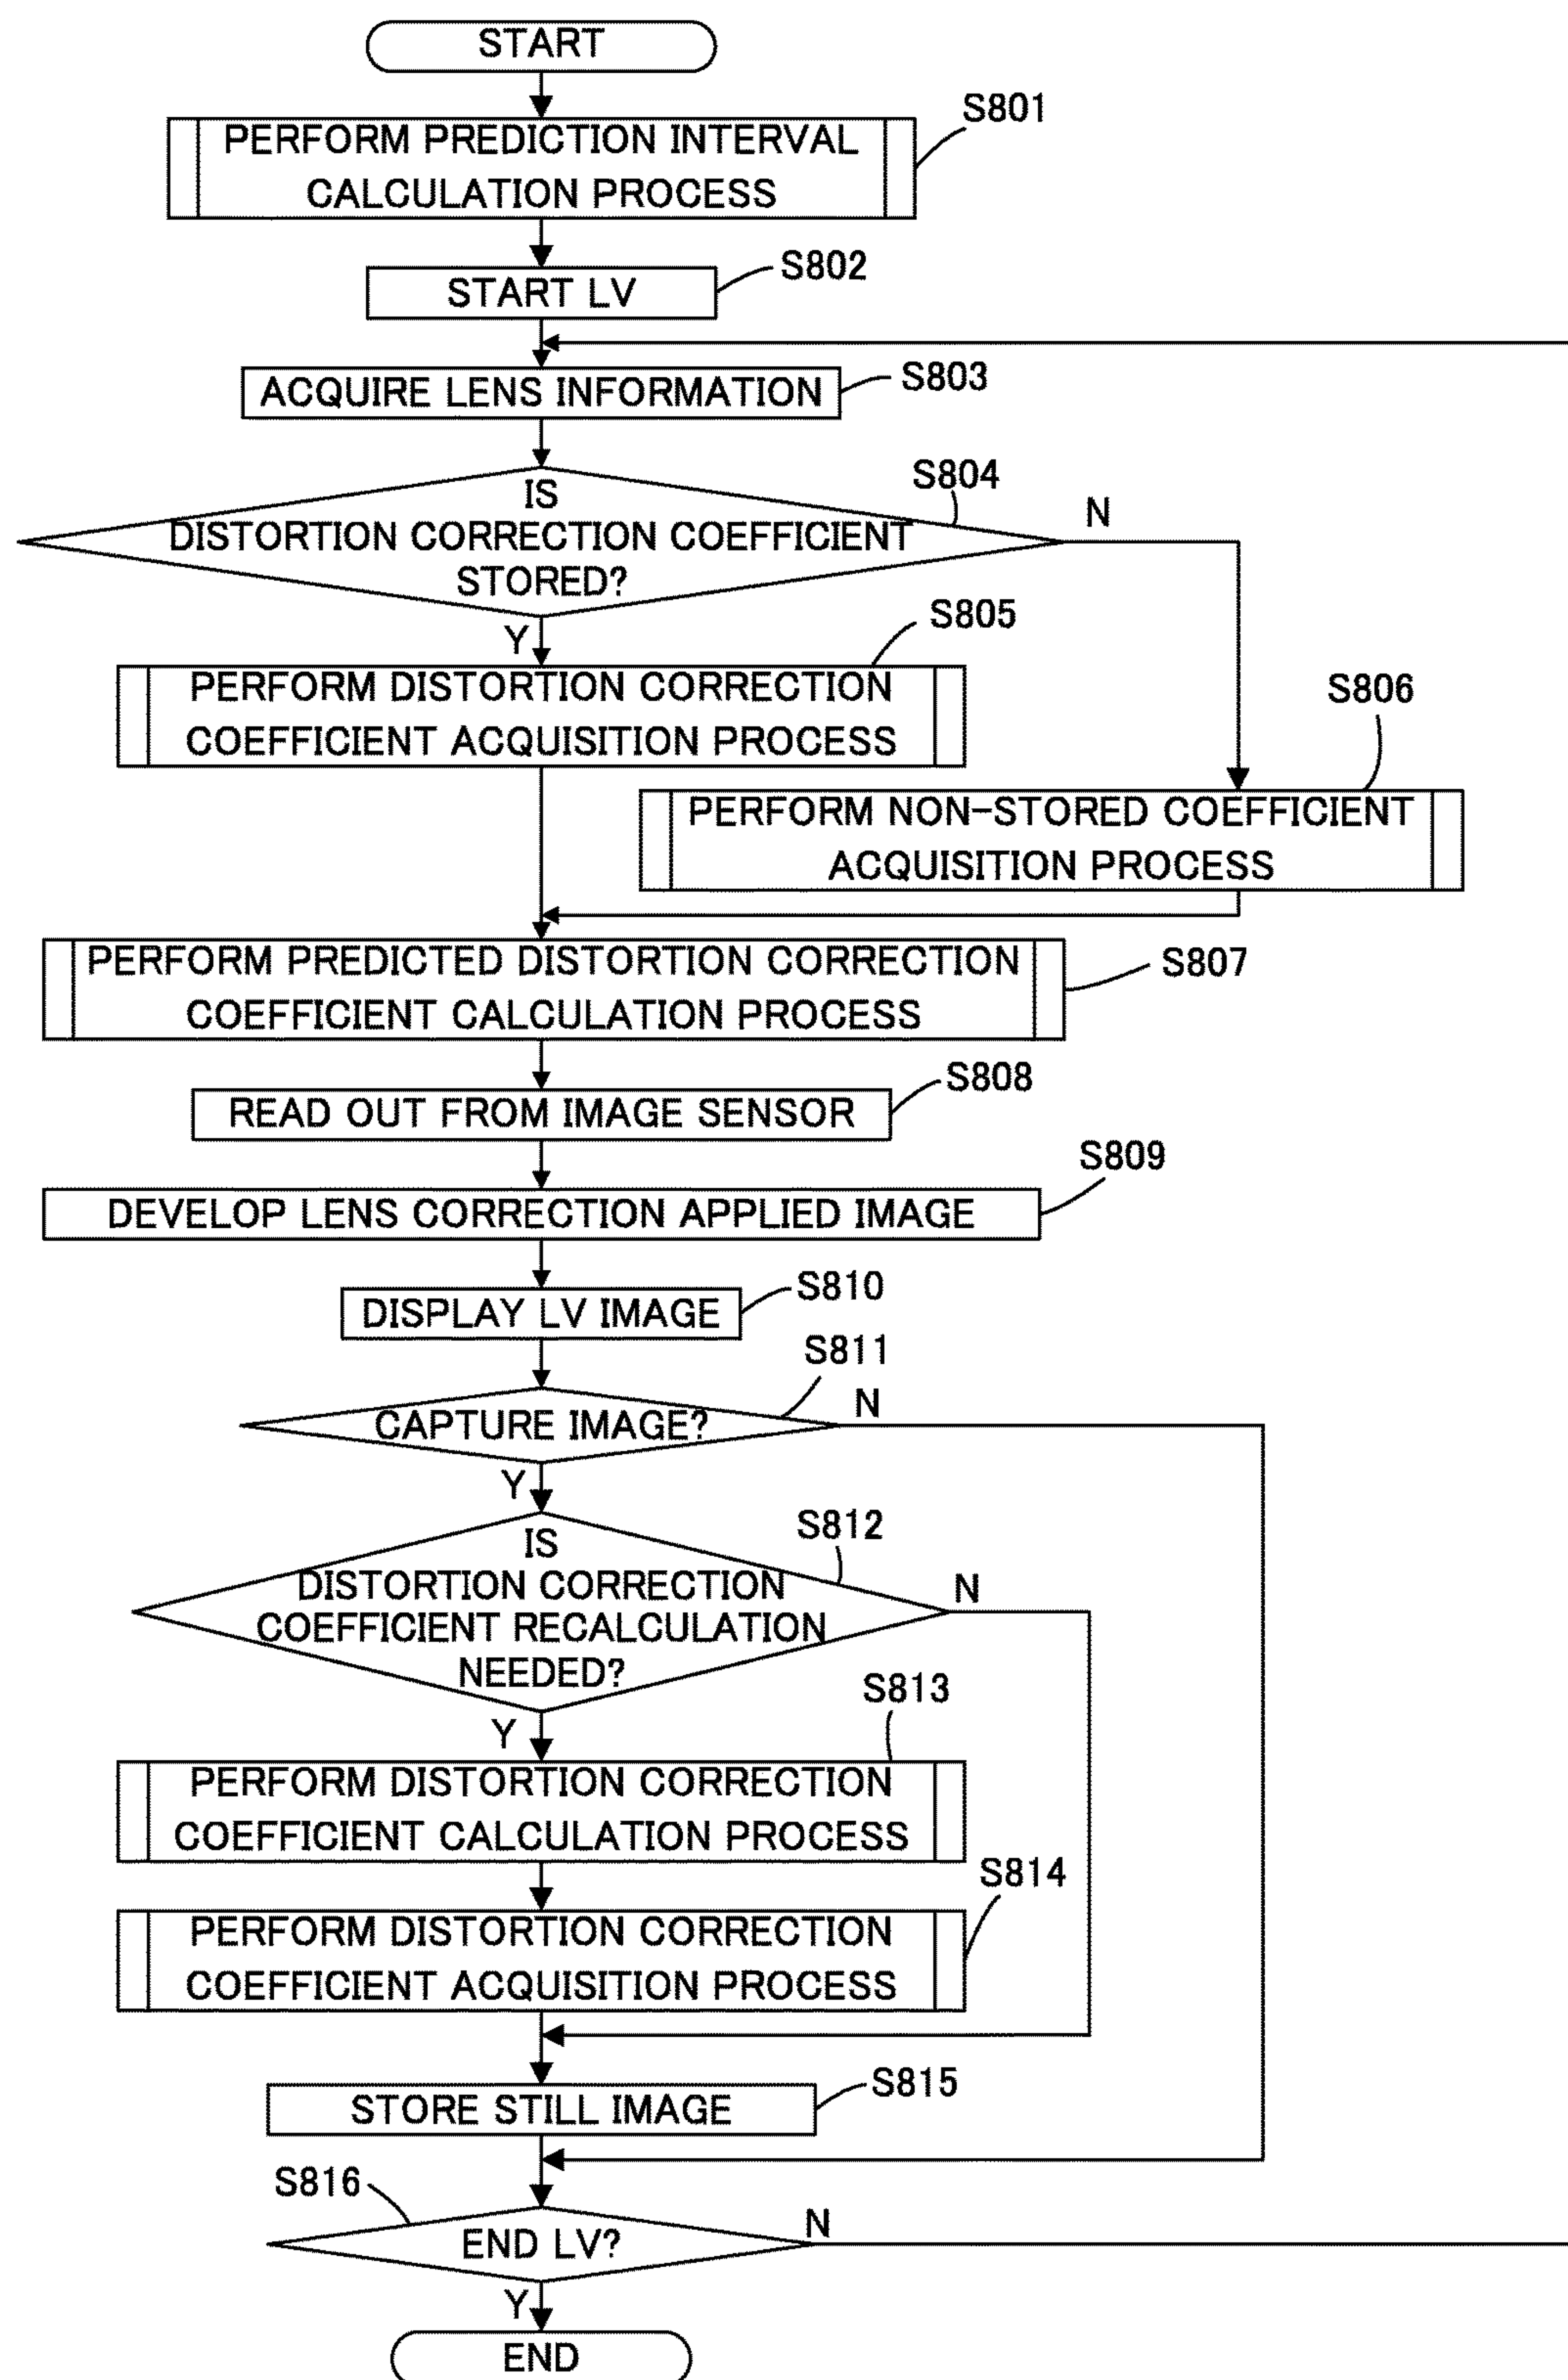 START
S801
PERFORM PREDICTION INTERVAL
CALCULATION PROCESS
S802
START LV
S803
ACQUIRE LENS INFORMATION
S804
N
IS
DISTORTION CORRECTION COEFFICIENT
STORED?
Y
S805
PERFORM DISTORTION CORRECTION
COEFFICIENT ACQUISITION PROCESS
S806
PERFORM NON-STORED COEFFICIENT
ACQUISITION PROCESS
S807
PERFORM PREDICTED DISTORTION CORRECTION
COEFFICIENT CALCULATION PROCESS
S808
READ OUT FROM IMAGE SENSOR
S809
DEVELOP LENS CORRECTION APPLIED IMAGE
S810
DISPLAY LV IMAGE
S811
N
CAPTURE IMAGE?
Y
S812
N
IS
DISTORTION CORRECTION
COEFFICIENT RECALCULATION
NEEDED?
Y
S813
PERFORM DISTORTION CORRECTION
COEFFICIENT CALCULATION PROCESS
S814
PERFORM DISTORTION CORRECTION
COEFFICIENT ACQUISITION PROCESS
S815
STORE STILL IMAGE
S816
N
END LV?
Y
END